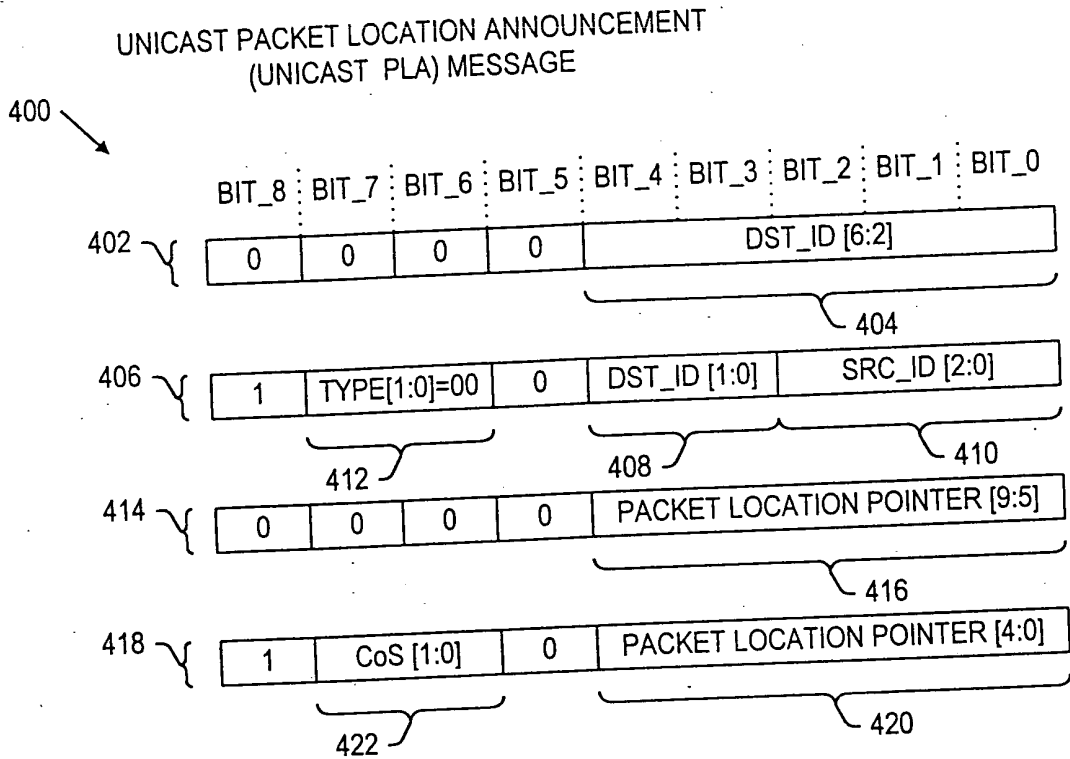 UNICAST PACKET LOCATION ANNOUNCEMENT
(UNICAST PLA) MESSAGE
400
BIT_8 BIT_7 BIT_6 BIT_5 BIT_4 BIT_3 BIT_2 BIT_1 BIT_0
402 0 0 0 0 DST_ID [6:2]
404
406 1 TYPE[1:0]=00 0 DST_ID [1:0] SRC_ID [2:0]
412 408 410
414 0 0 0 0 PACKET LOCATION POINTER [9:5]
416
418 1 CoS [1:0] 0 PACKET LOCATION POINTER [4:0]
422 420